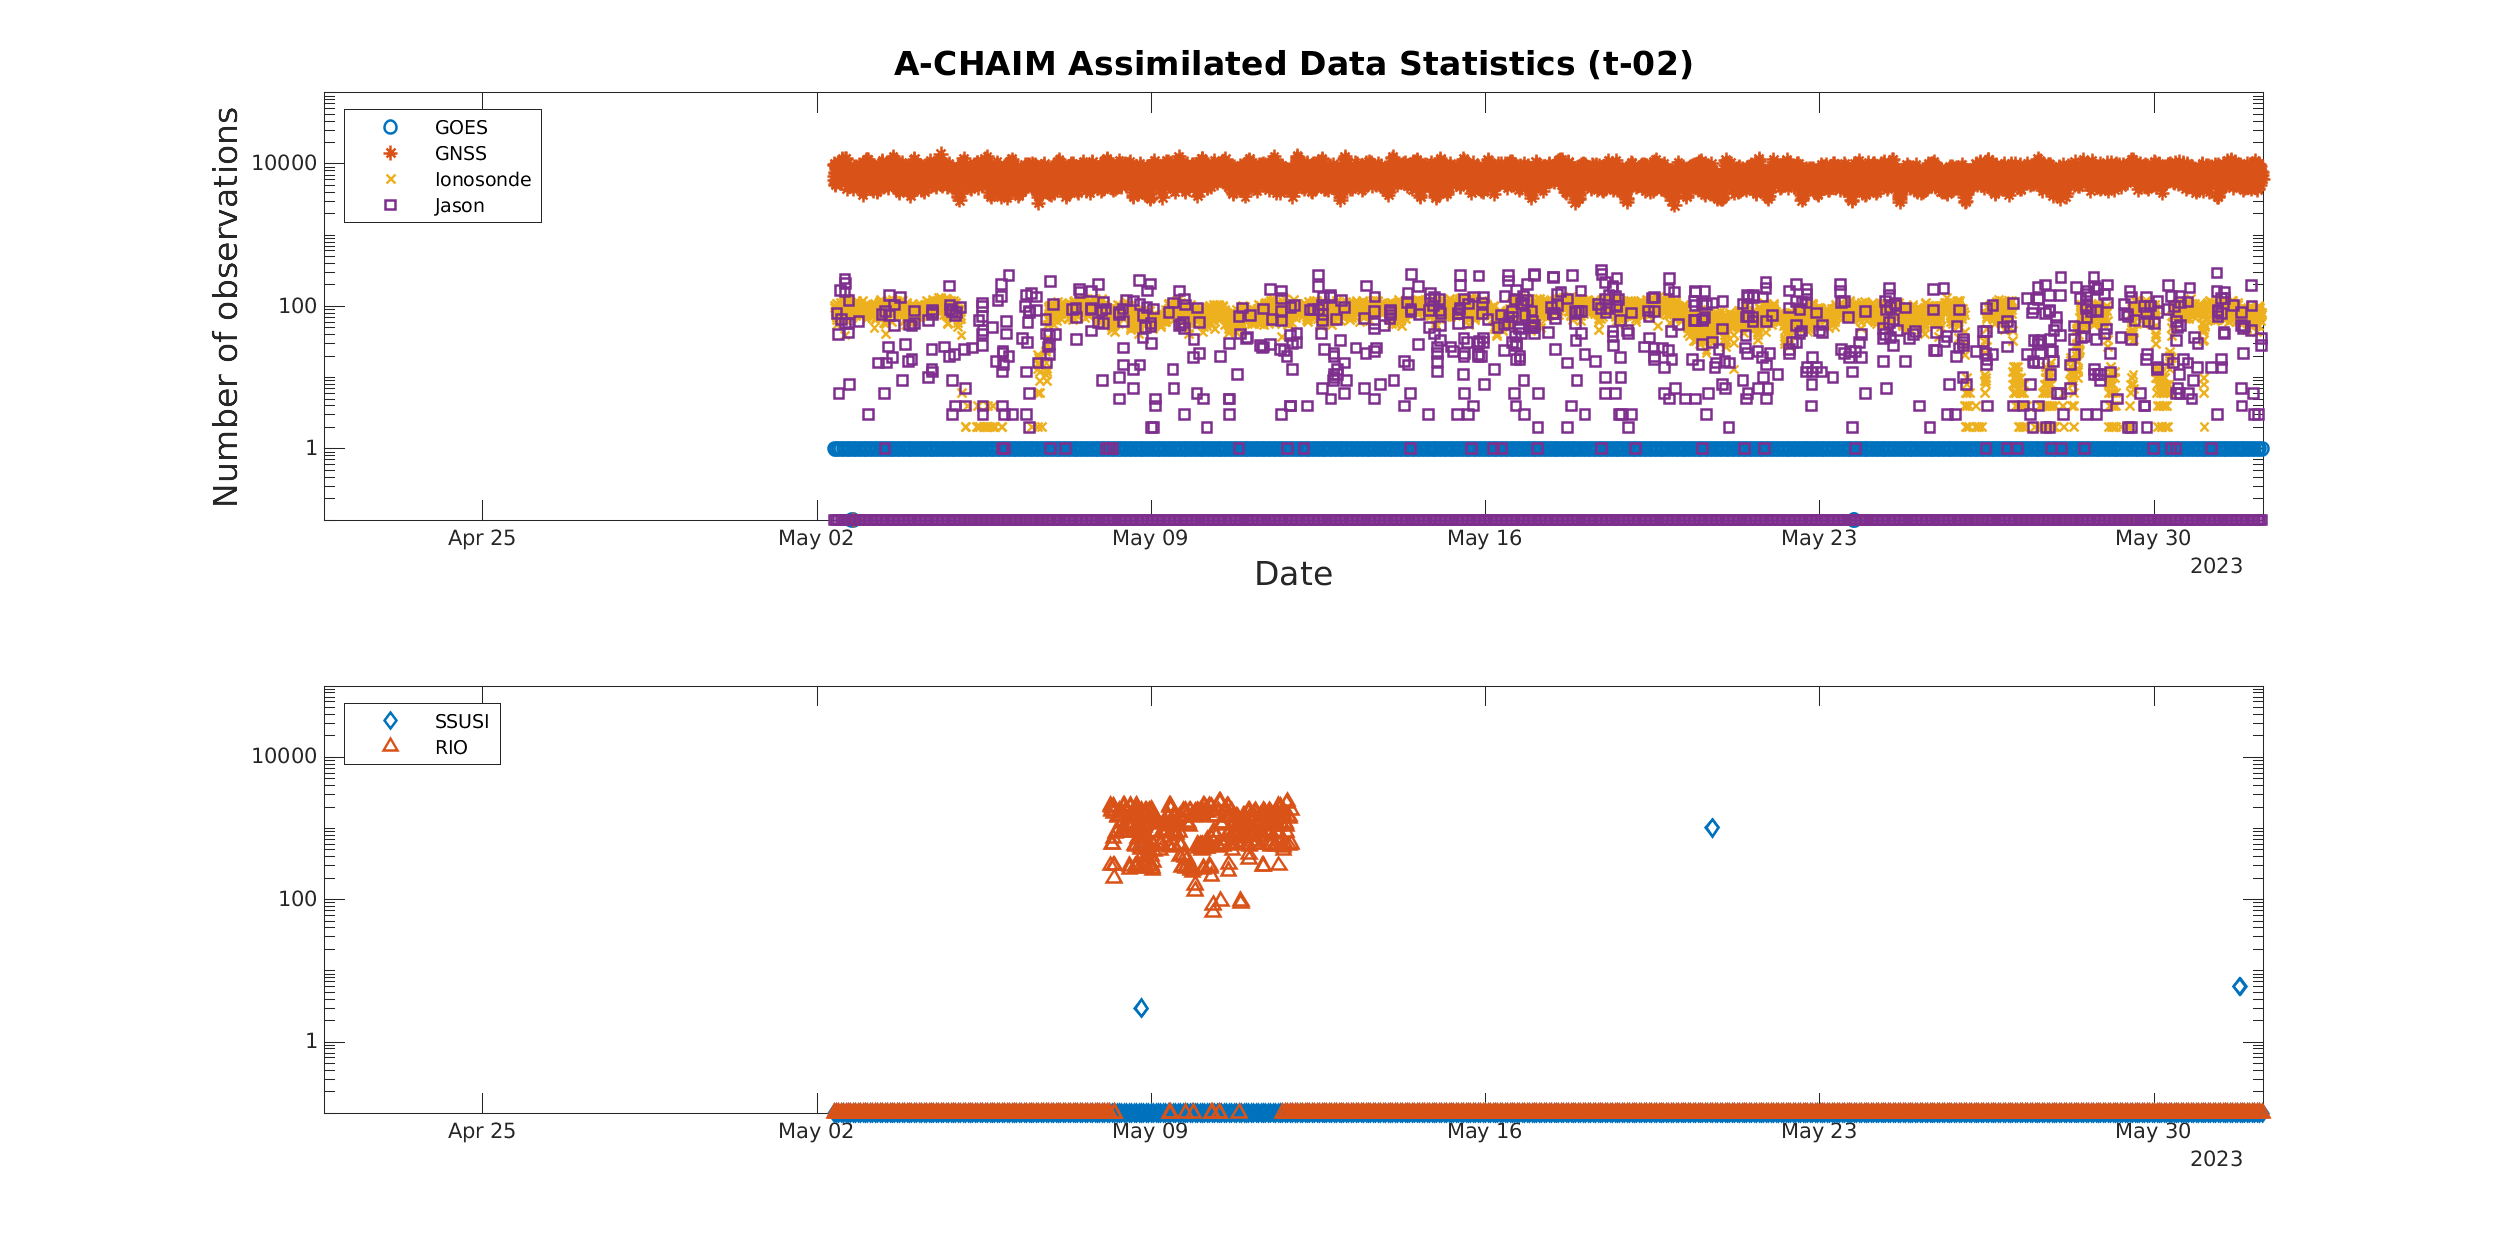 A-CHAIM Assimilated Data Statistics (t-02)
Number of observations
10000
100
1
GOES
GNSS
Ionosonde
Jason
Apr 25
May 02
May 09
May 16
May 23
May 30
2023
Date
10000
100
1
SSUSI
RIO
Apr 25
May 02
May 09
May 16
May 23
May 30
2023